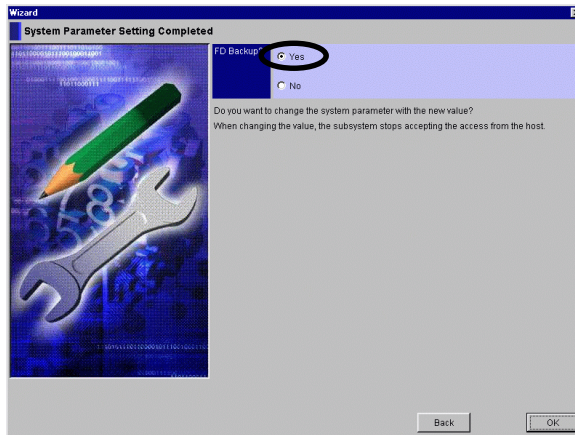 Wizard
System Parameter Setting Completed
FD Backup?
Yes
No
Do you want to change the system parameter with the new value?
When changing the value, the subsystem stops accepting the access from the host.
Back
OK